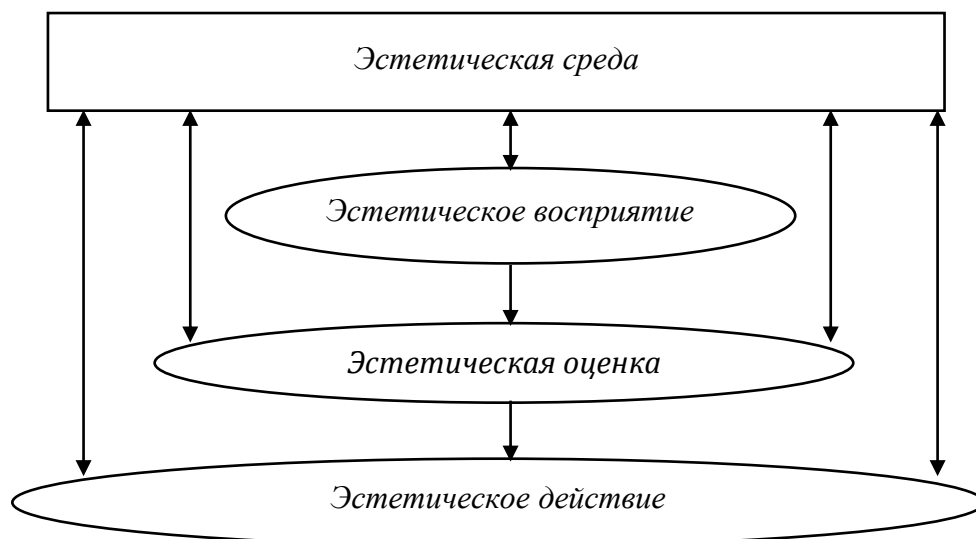 Эстетическая среда
Эстетическое восприятие
Эстетическая оценка
Эстетическое действие